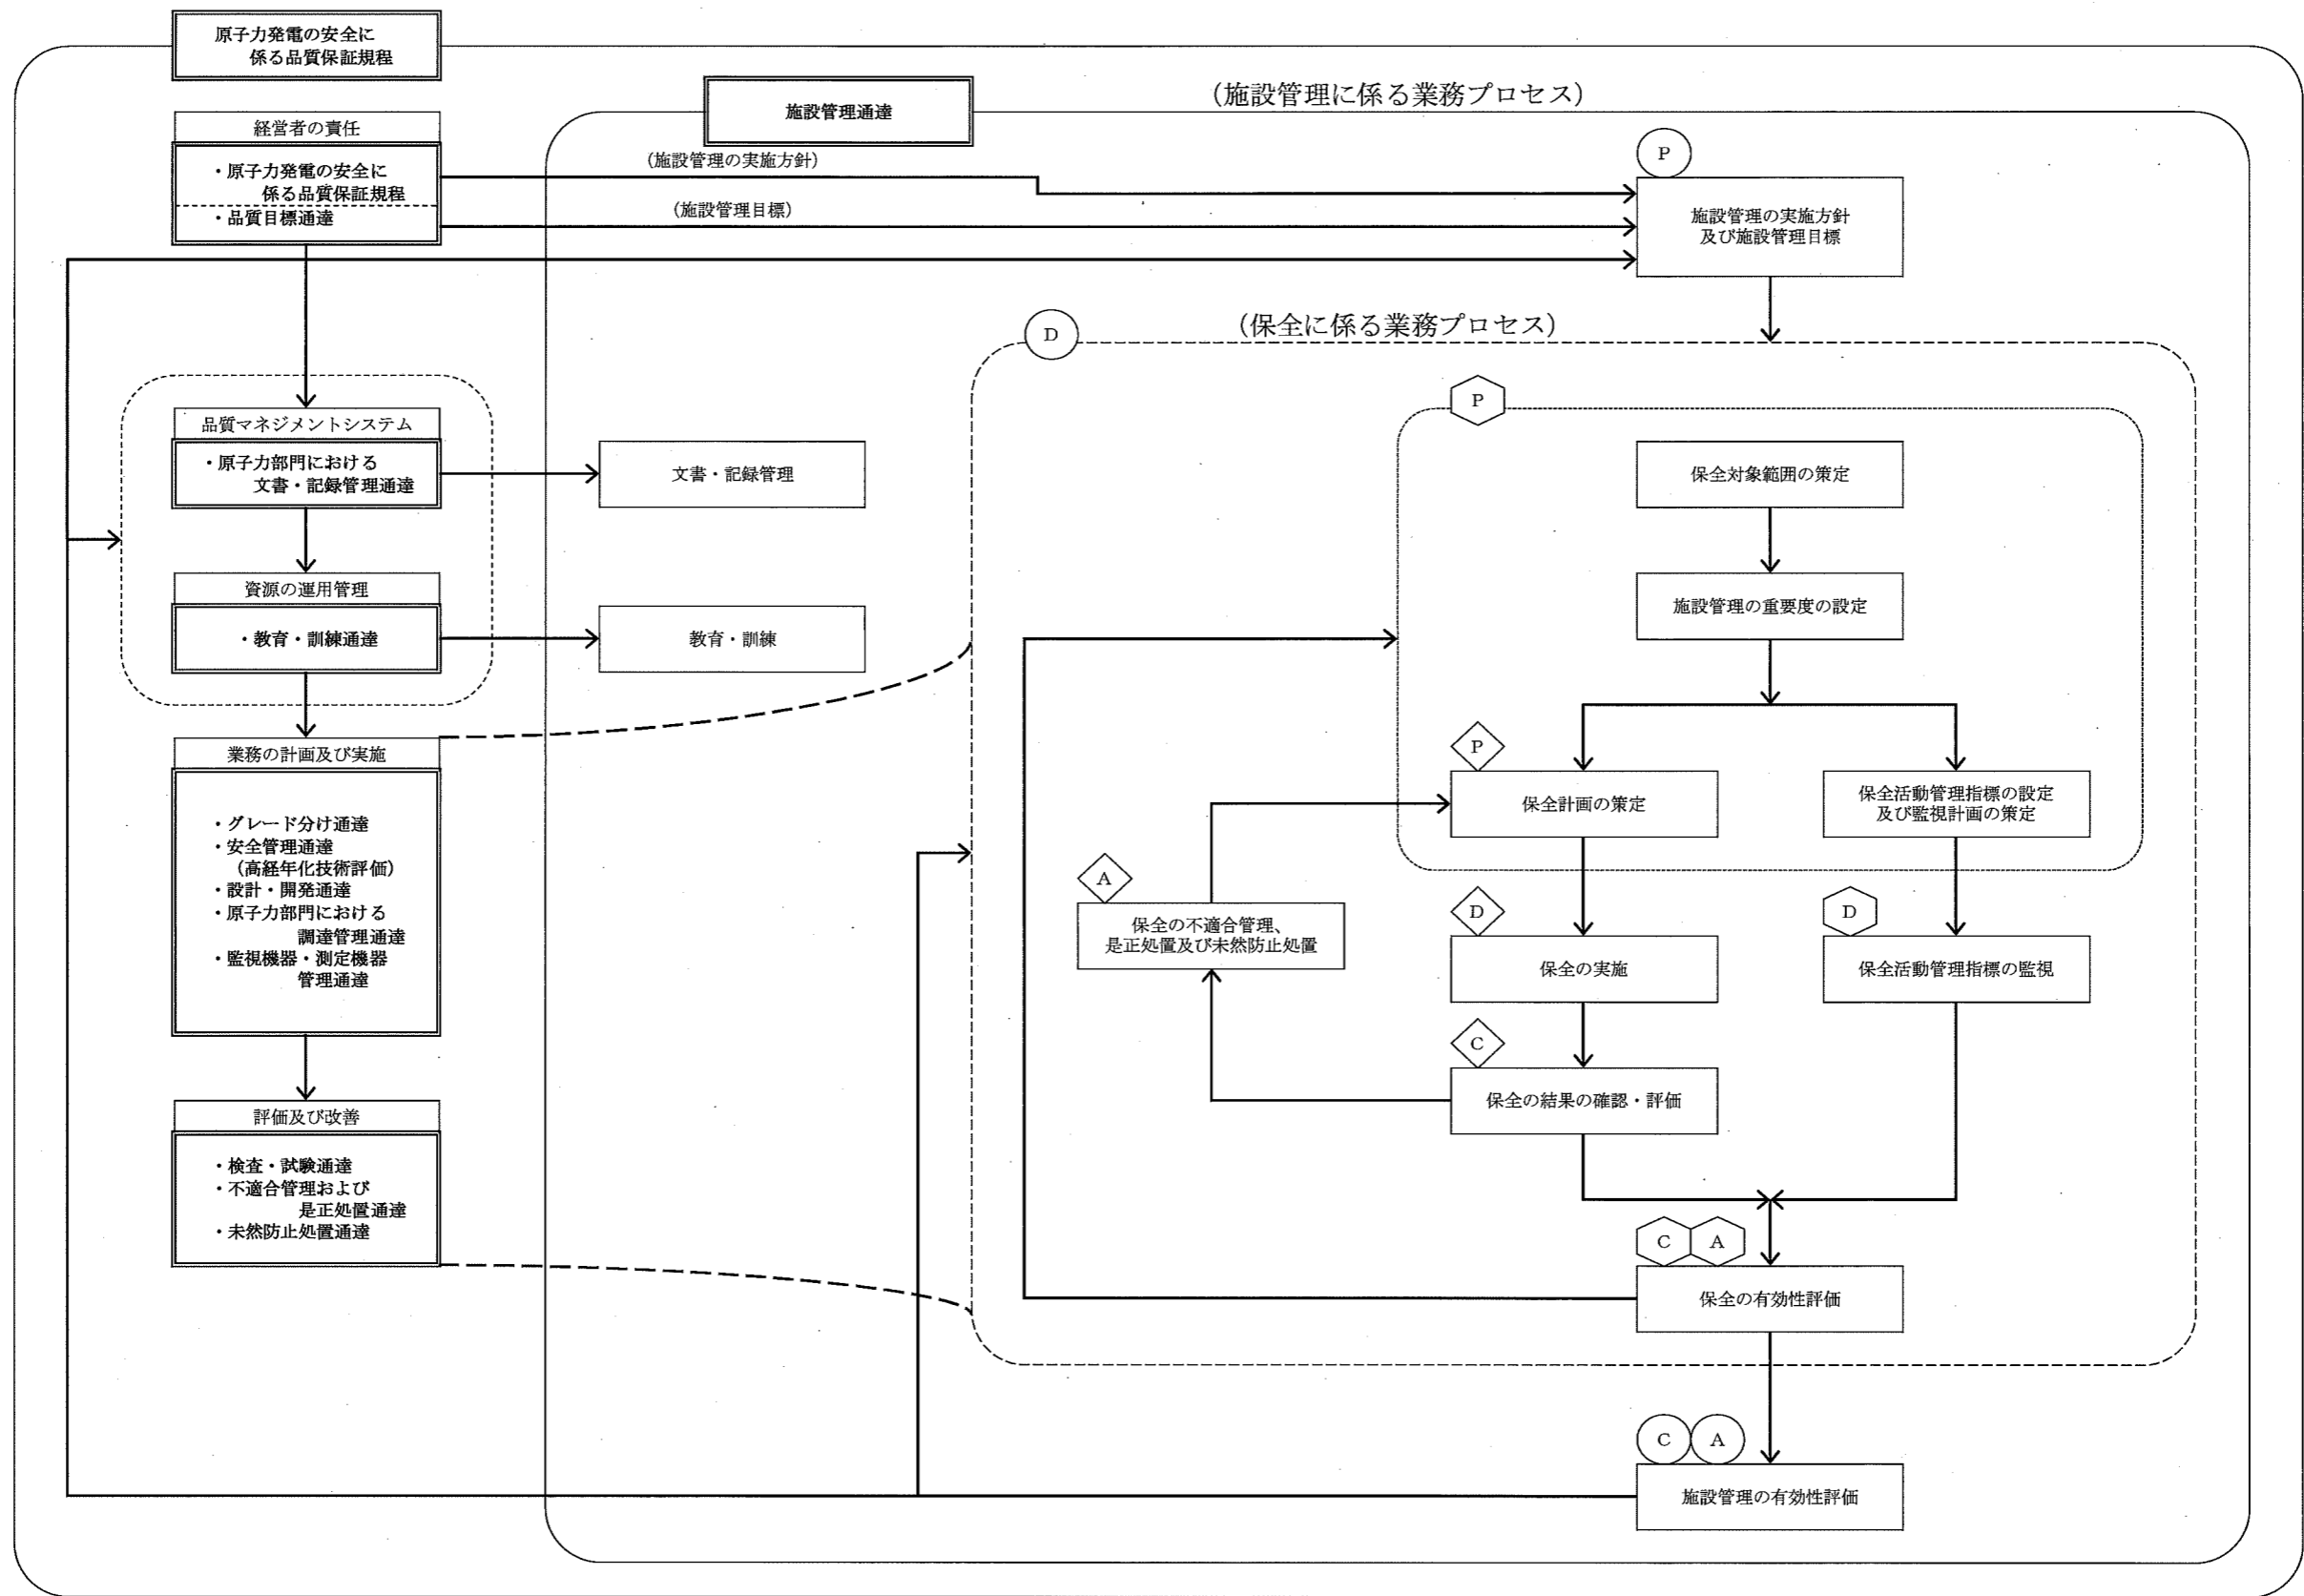 原子力発電の安全に
係る品質保証規程
施設管理通達
(施設管理に係る業務プロセス)
経営者の責任
・原子力発電の安全に
係る品質保証規程
・品質目標通達
(施設管理の実施方針)
(施設管理目標)
P
施設管理の実施方針
及び施設管理目標
D
(保全に係る業務プロセス)
品質マネジメントシステム
・原子力部門における
文書・記録管理通達
文書・記録管理
資源の運用管理
・教育・訓練通達
教育・訓練
業務の計画及び実施
・グレード分け通達
・安全管理通達
(高経年化技術評価)
・設計・開発通達
・原子力部門における
調達管理通達
・監視機器・測定機器
管理通達
評価及び改善
・検査・試験通達
・不適合管理および
是正処置通達
・未然防止処置通達
P
保全対象範囲の策定
施設管理の重要度の設定
P
保全計画の策定
保全活動管理指標の設定
及び監視計画の策定
A
保全の不適合管理、
是正処置及び未然防止処置
D
保全の実施
D
保全活動管理指標の監視
C
保全の結果の確認・評価
C A
保全の有効性評価
C A
施設管理の有効性評価